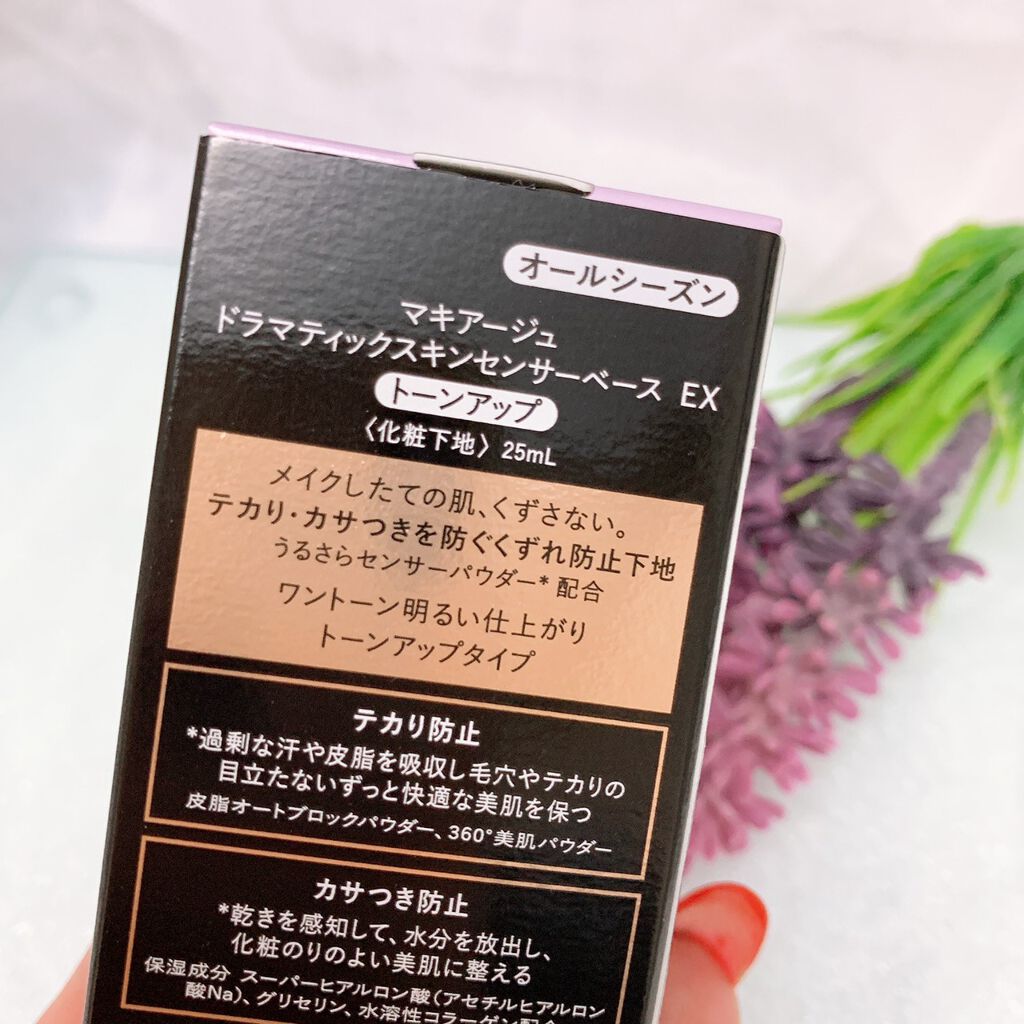 オールシーズン
マキアージュ
ドラマティックスキンセンサーベース EX
トーンアップ
〈化粧下地〉 25mL
メイクしたての肌、くずさない。
テカリ・カサつきを防ぐくずれ防止下地
うるさらセンサーパウダー* 配合
ワントーン明るい仕上がり
トーンアップタイプ
テカリ防止
*過剰な汗や皮脂を吸収し毛穴やテカリの
目立たないずっと快適な美肌を保つ
皮脂オートブロックパウダー、360°美肌パウダー
カサつき防止
*乾きを感知して、水分を放出し、
化粧のりのよい美肌に整える
保湿成分 スーパーヒアルロン酸（アセチルヒアルロン
酸Na）、グリセリン、水溶性コラーゲン配合